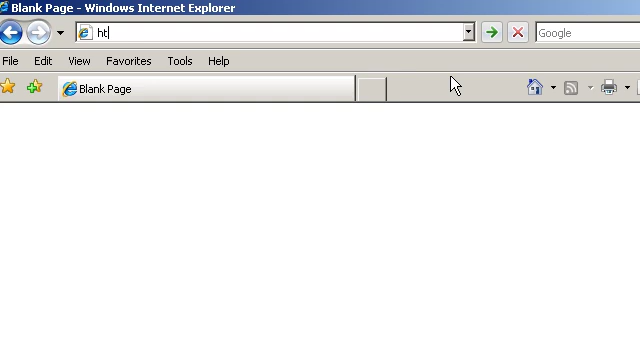 Blank Page - Windows Internet Explorer
ht
Google
File Edit View Favorites Tools Help
Blank Page